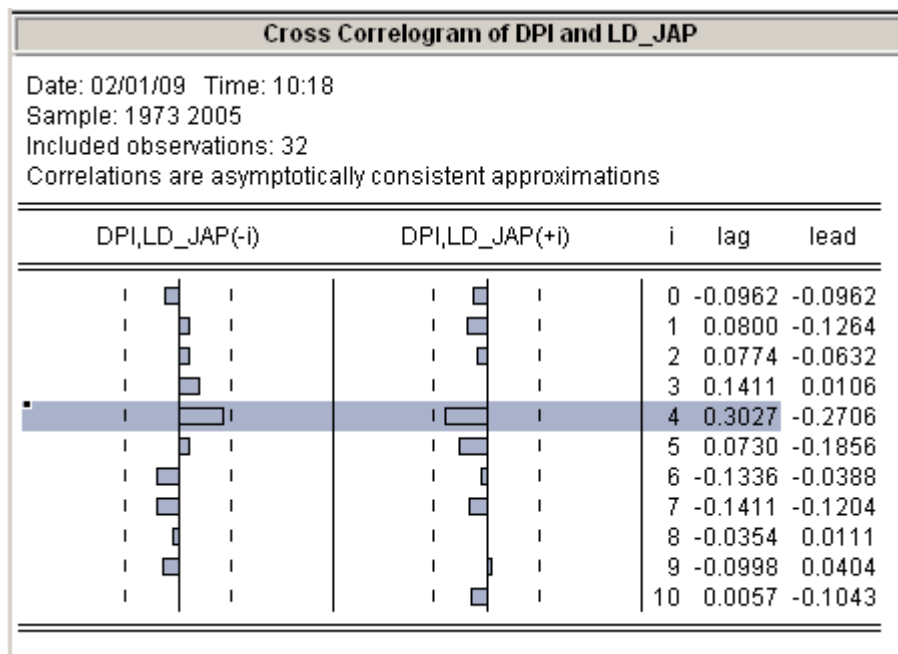 Cross Correlogram of DPI and LD_JAP
Date: 02/01/09 Time: 10:18
Sample: 1973 2005
Included observations: 32
Correlations are asymptotically consistent approximations
DPI,LD_JAP(-i) DPI,LD_JAP(+i) i lag lead
0 -0.0962 -0.0962
1 0.0800 -0.1264
2 0.0774 -0.0632
3 0.1411 0.0106
4 0.3027 -0.2706
5 0.0730 -0.1856
6 -0.1336 -0.0388
7 -0.1411 -0.1204
8 -0.0354 0.0111
9 -0.0998 0.0404
10 0.0057 -0.1043